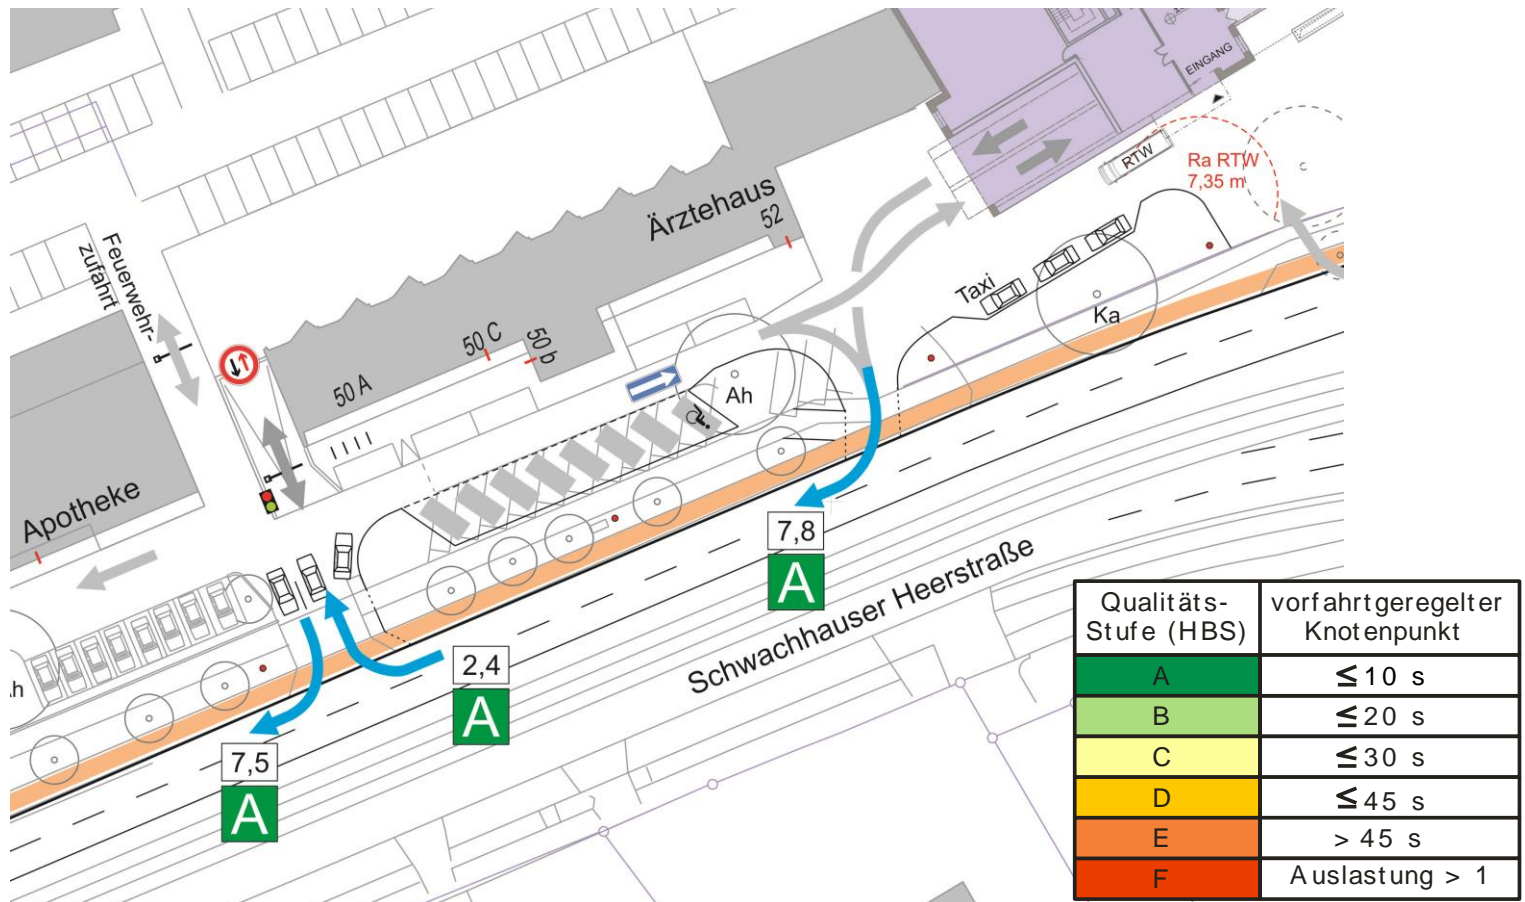 EINGANG
RTW
Ra RTW
7,35 m
Ärztehaus
52
Feuerwehr-
zufahrt
Taxi
Ka
50 C
50 b
50 A
Ah
F.
Apotheke
7,8
A
Schwachhauser Heerstraße
2,4
A
7,5
A
Qualitäts-
Stufe (HBS)
vorfahrtgeregelter
Knotenpunkt
A ≤ 10 s
B ≤ 20 s
C ≤ 30 s
D ≤ 45 s
E > 45 s
F Auslastung > 1